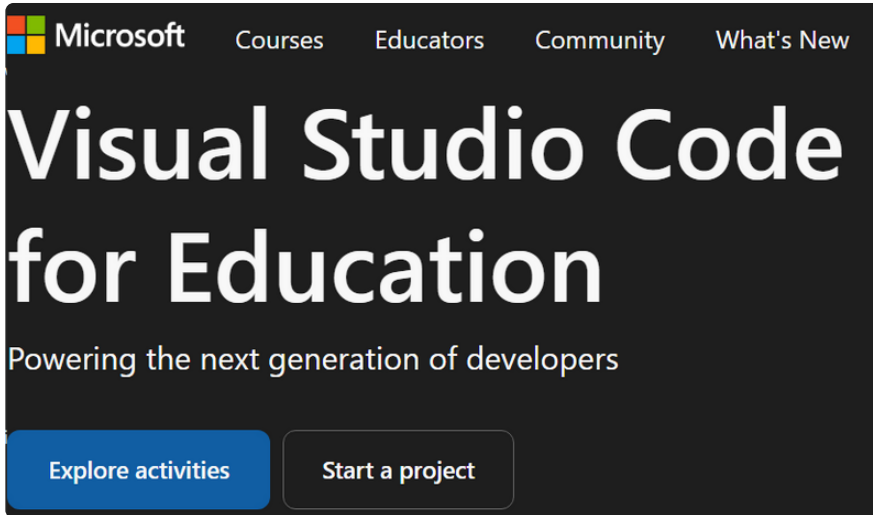 Microsoft Courses Educators Community What's New
Visual Studio Code
for Education
Powering the next generation of developers
Explore activities Start a project